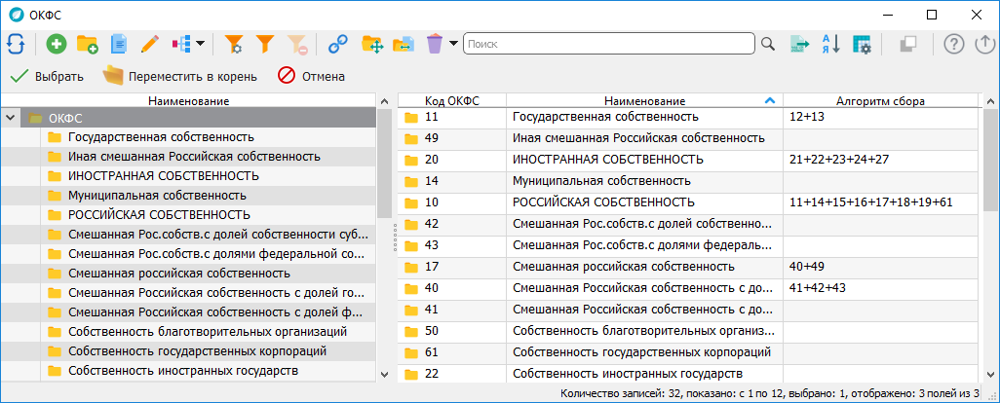 ОКФС
Поиск
А
Я
Выбрать Переместить в корень Отмена
Наименование
ОКФС
Государственная собственность
Иная смешанная Российская собственность
ИНОСТРАННАЯ СОБСТВЕННОСТЬ
Муниципальная собственность
РОССИЙСКАЯ СОБСТВЕННОСТЬ
Смешанная Рос.собств.с долей собственности суб...
Смешанная Рос.собств.с долями федеральной со...
Смешанная российская собственность
Смешанная Российская собственность с долей го...
Смешанная Российская собственность с долей ф...
Собственность благотворительных организаций
Собственность государственных корпораций
Собственность иностранных государств
Код ОКФС Наименование Алгоритм сбора
11 Государственная собственность 12+13
49 Иная смешанная Российская собственность
20 ИНОСТРАННАЯ СОБСТВЕННОСТЬ 21+22+23+24+27
14 Муниципальная собственность
10 РОССИЙСКАЯ СОБСТВЕННОСТЬ 11+14+15+16+17+18+19+61
42 Смешанная Рос.собств.с долей собственно...
43 Смешанная Рос.собств.с долями федераль...
17 Смешанная российская собственность 40+49
40 Смешанная Российская собственность с до... 41+42+43
41 Смешанная Российская собственность с до...
50 Собственность благотворительных организ...
61 Собственность государственных корпораций
22 Собственность иностранных государств
Количество записей: 32, показано: с 1 по 12, выбрано: 1, отображено: 3 полей из 3